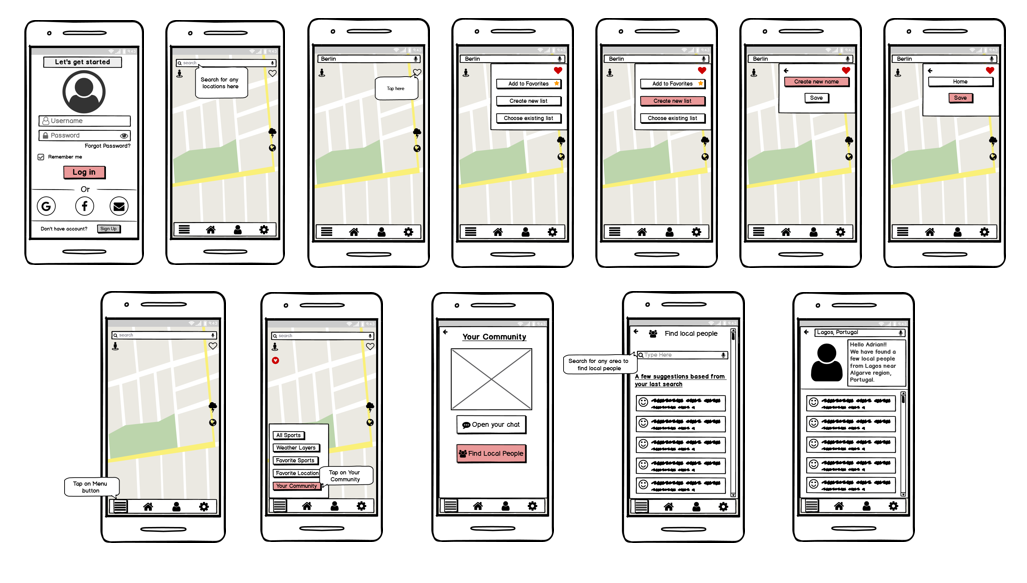 Let's get started
Username
Password
Forgot Password?
Remember me
Log in
Or
G
f
Don't have account?
Sign Up
search
Search for any
locations here
Berlin
Tap here
Berlin
Add to Favorites
Create new list
Choose existing list
Berlin
Add to Favorites
Create new list
Choose existing list
Berlin
Create new name
Save
Berlin
Home
Save
search
Tap on Menu
button
search
All Sports
Weather Layers
Favorite Sports
Favorite Location
Your Community
Tap on Your
Community
Your Community
Open your chat
Find Local People
Find local people
Search for any area to
find local people
Type Here
A few suggestions based from
your last search
Lagos, Portugal
Hello Adrian!!
We have found a
few local people
from Lagos near
Algarve region,
Portugal.